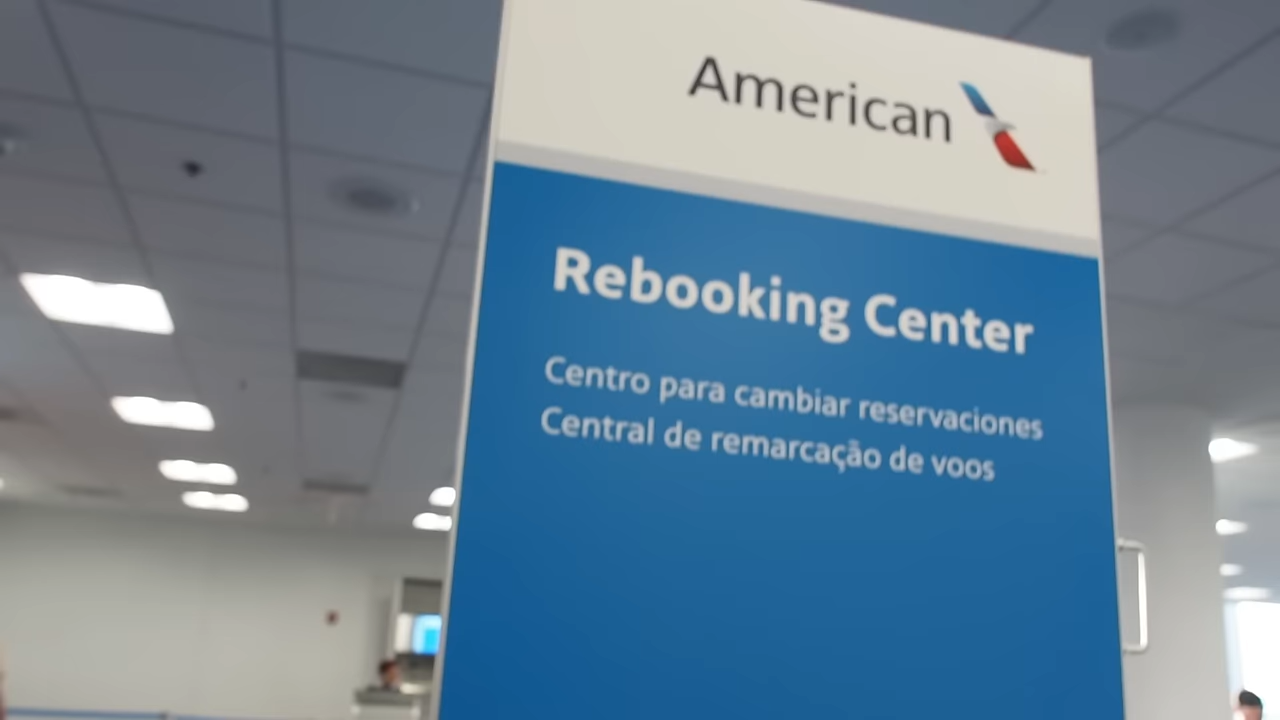 American
Rebooking Center
Centro para cambiar reservaciones
Central de remarcação de voos